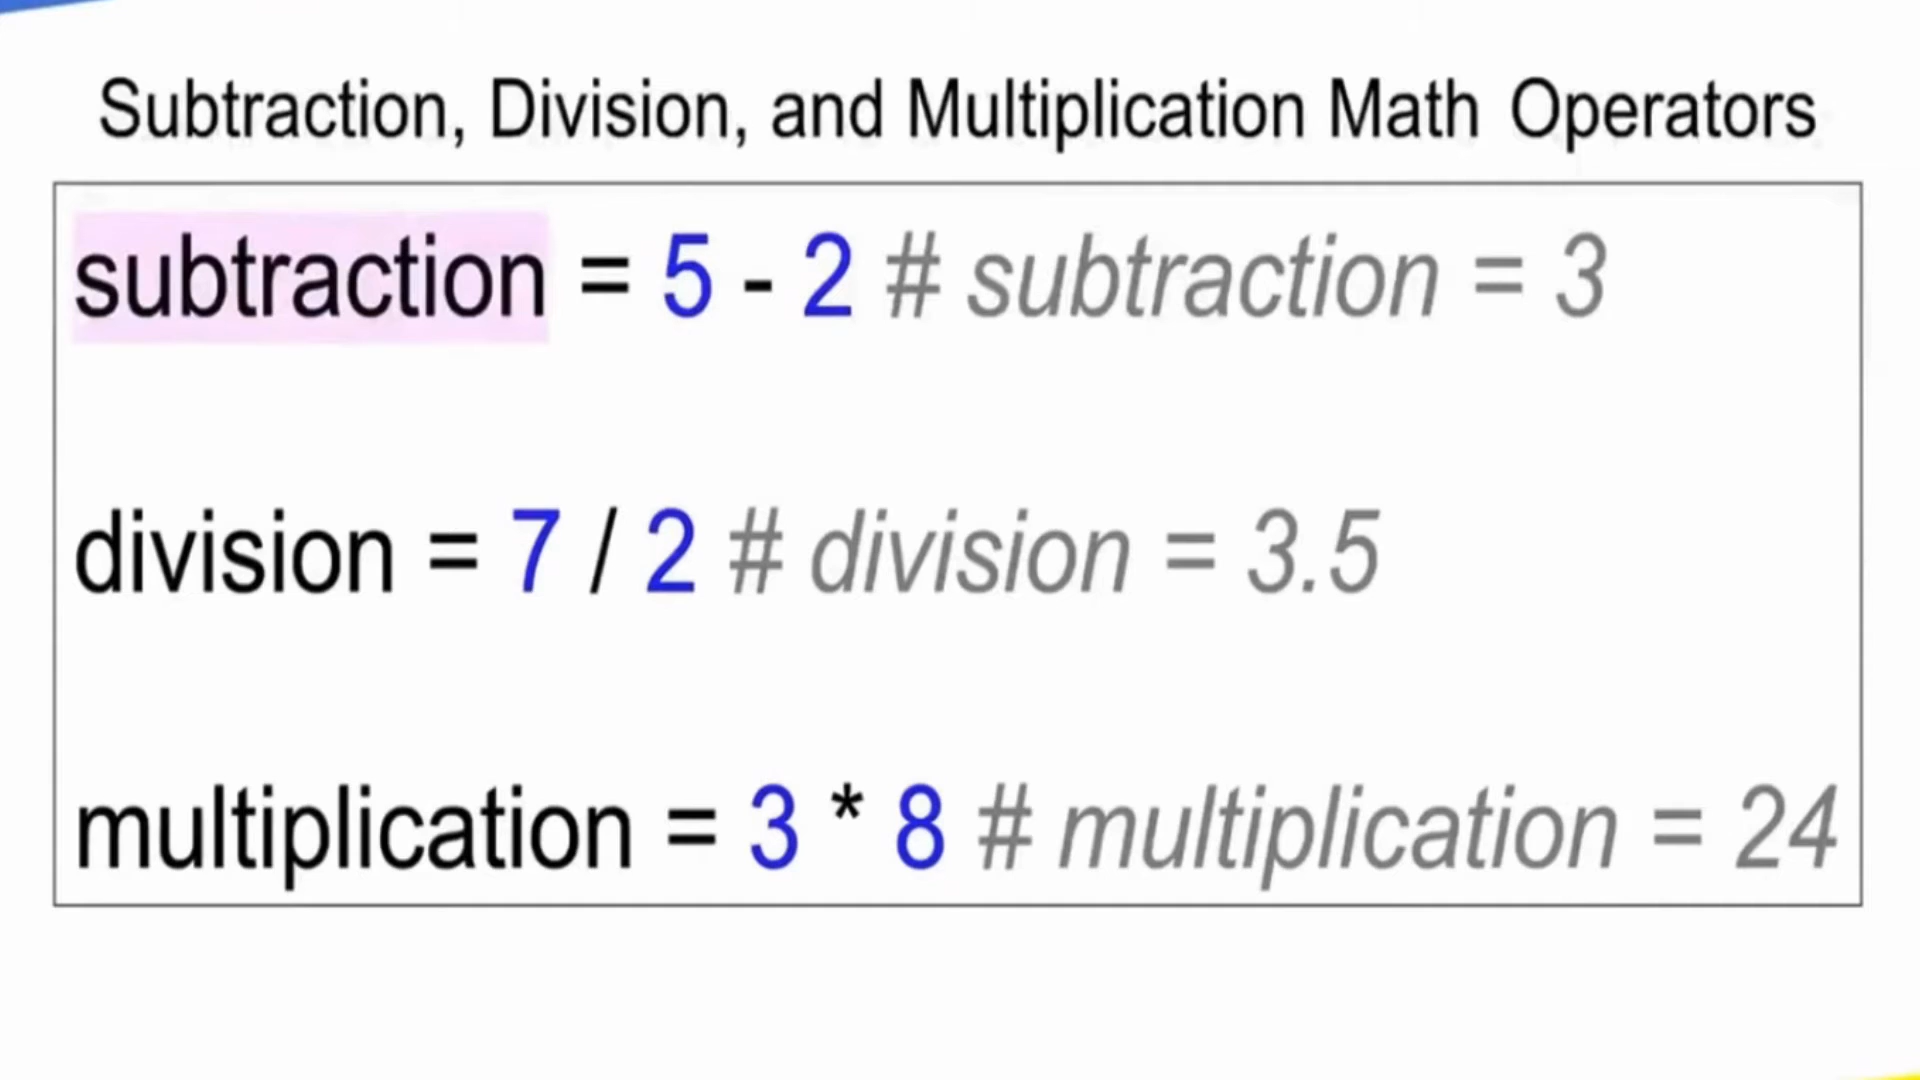 Subtraction, Division, and Multiplication Math Operators
subtraction = 5 - 2 # subtraction = 3
division = 7 / 2 # division = 3.5
multiplication = 3 * 8 # multiplication = 24